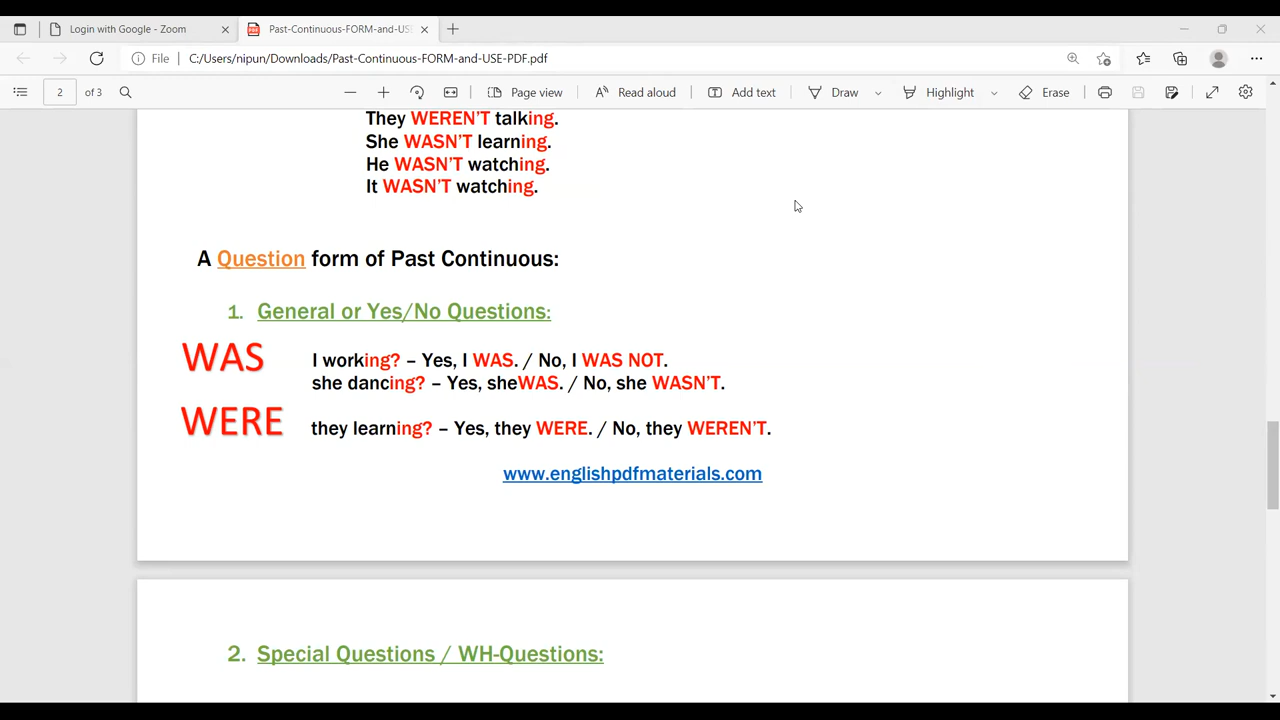 Login with Google - Zoom
Past-Continuous-FORM-and-USE
File
C:/Users/nipun/Downloads/Past-Continuous-FORM-and-USE-PDF.pdf
2 of 3
Page view
Read aloud
Add text
Draw
Highlight
Erase
They WEREN'T talking.
She WASN'T learning.
He WASN'T watching.
It WASN'T watching.
A Question form of Past Continuous:
1. General or Yes/No Questions:
WAS I working? – Yes, I WAS. / No, I WAS NOT.
she dancing? – Yes, sheWAS. / No, she WASN'T.
WERE they learning? – Yes, they WERE. / No, they WEREN'T.
www.englishpdfmaterials.com
2. Special Questions / WH-Questions: